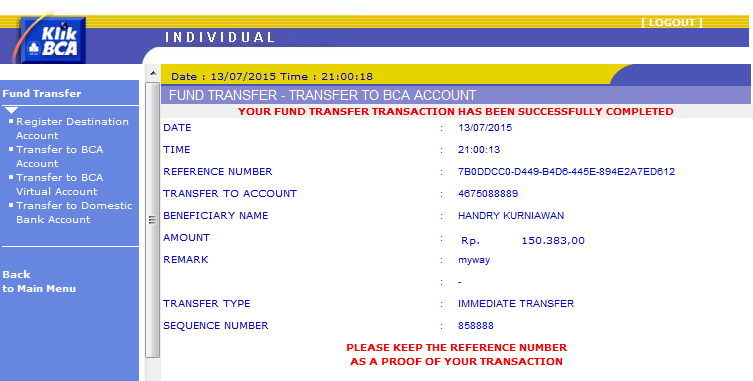 [ LOGOUT ]
Klik
BCA
INDIVIDUAL
Date : 13/07/2015 Time : 21:00:18
Fund Transfer
Register Destination
Account
Transfer to BCA
Account
Transfer to BCA
Virtual Account
Transfer to Domestic
Bank Account
Back
to Main Menu
FUND TRANSFER - TRANSFER TO BCA ACCOUNT
YOUR FUND TRANSFER TRANSACTION HAS BEEN SUCCESSFULLY COMPLETED
DATE : 13/07/2015
TIME : 21:00:13
REFERENCE NUMBER : 7B0DDCC0-D449-B4D6-445E-894E2A7ED612
TRANSFER TO ACCOUNT : 4675088889
BENEFICIARY NAME : HANDRY KURNIAWAN
AMOUNT : Rp. 150.383,00
REMARK : myway
: -
TRANSFER TYPE : IMMEDIATE TRANSFER
SEQUENCE NUMBER : 858888
PLEASE KEEP THE REFERENCE NUMBER
AS A PROOF OF YOUR TRANSACTION